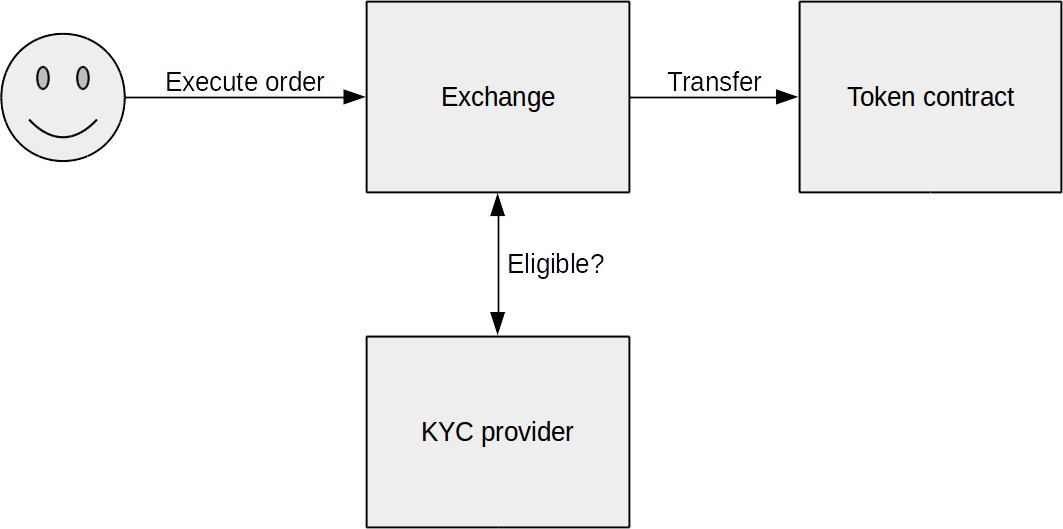 Execute order
Exchange
Transfer
Token contract
Eligible?
KYC provider